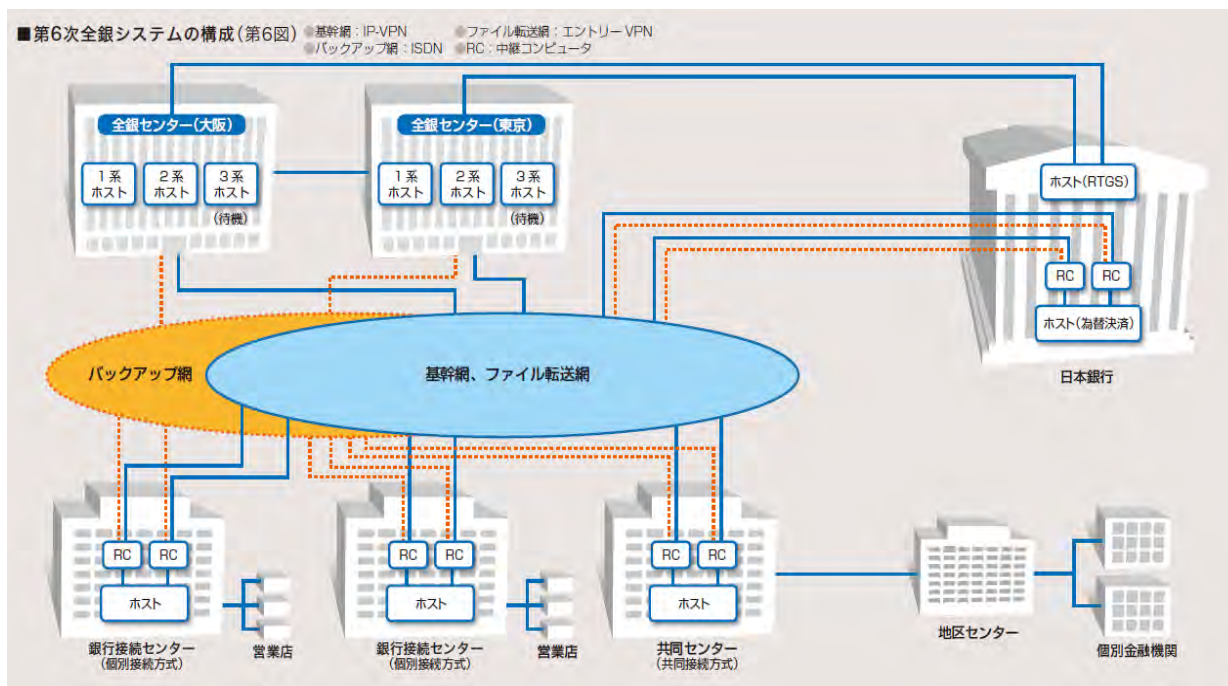 ■第6次全銀システムの構成(第6図)
●基幹網：IP-VPN ●ファイル転送網：エントリーVPN
●バックアップ網：ISDN ●RC：中継コンピュータ
全銀センター(大阪)
1系
ホスト
2系
ホスト
3系
ホスト
(待機)
全銀センター(東京)
1系
ホスト
2系
ホスト
3系
ホスト
(待機)
ホスト(RTGS)
RC
RC
ホスト(為替決済)
日本銀行
バックアップ網
基幹網、ファイル転送網
RC
RC
ホスト
銀行接続センター
(個別接続方式)
営業店
RC
RC
ホスト
銀行接続センター
(個別接続方式)
営業店
RC
RC
ホスト
共同センター
(共同接続方式)
地区センター
個別金融機関